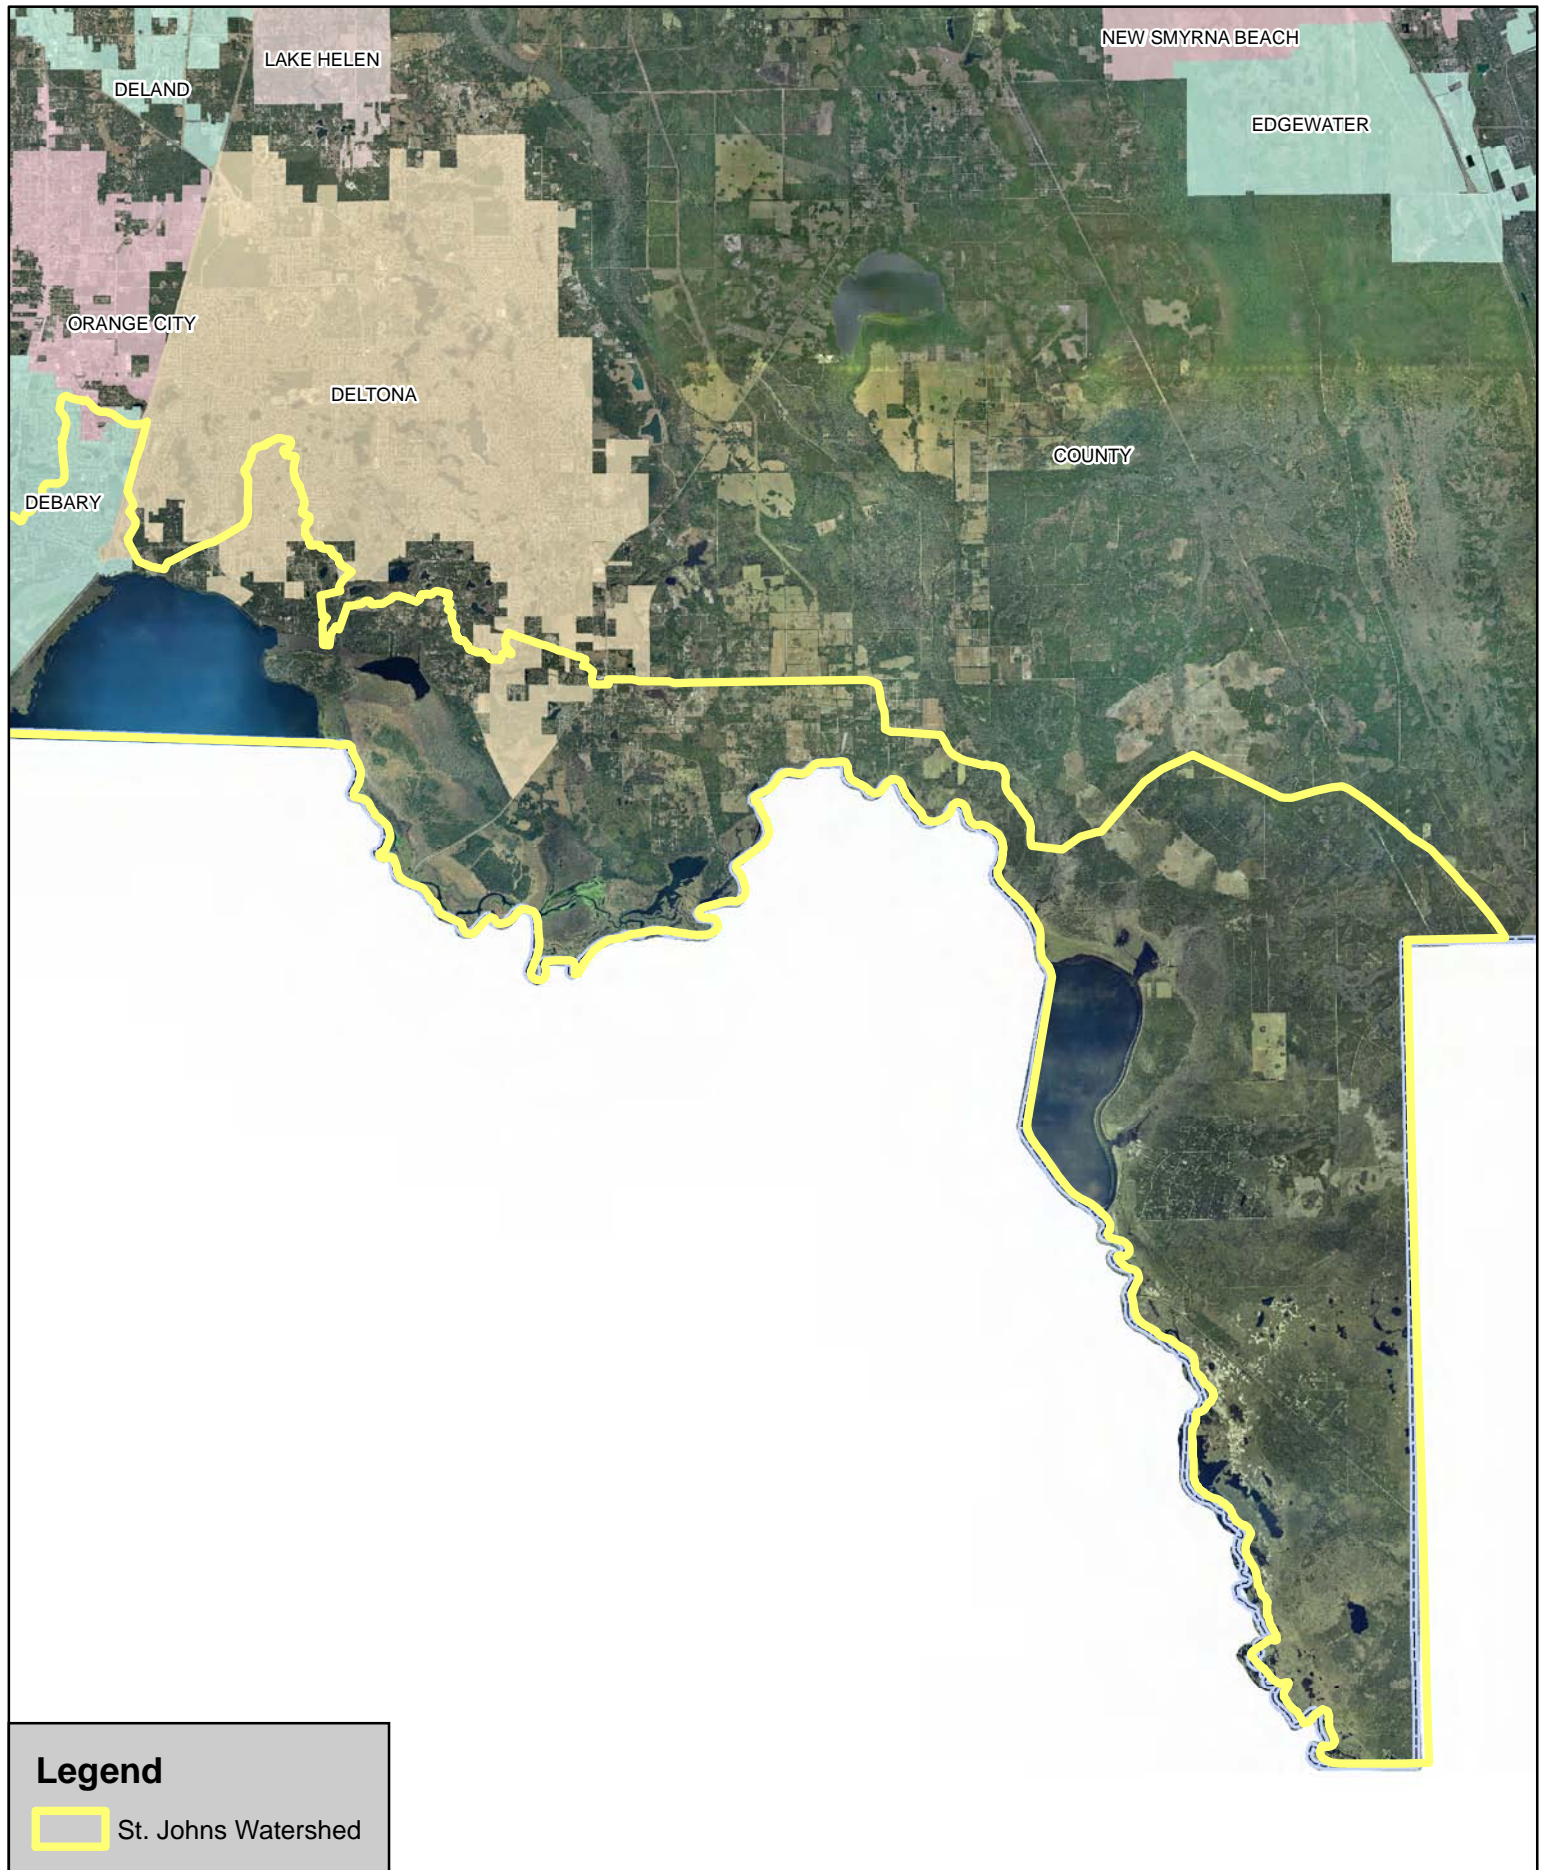 NEW SMYRNA BEACH
LAKE HELEN
DELAND
EDGEWATER
ORANGE CITY
DELTONA
COUNTY
DEBARY
Legend
St. Johns Watershed